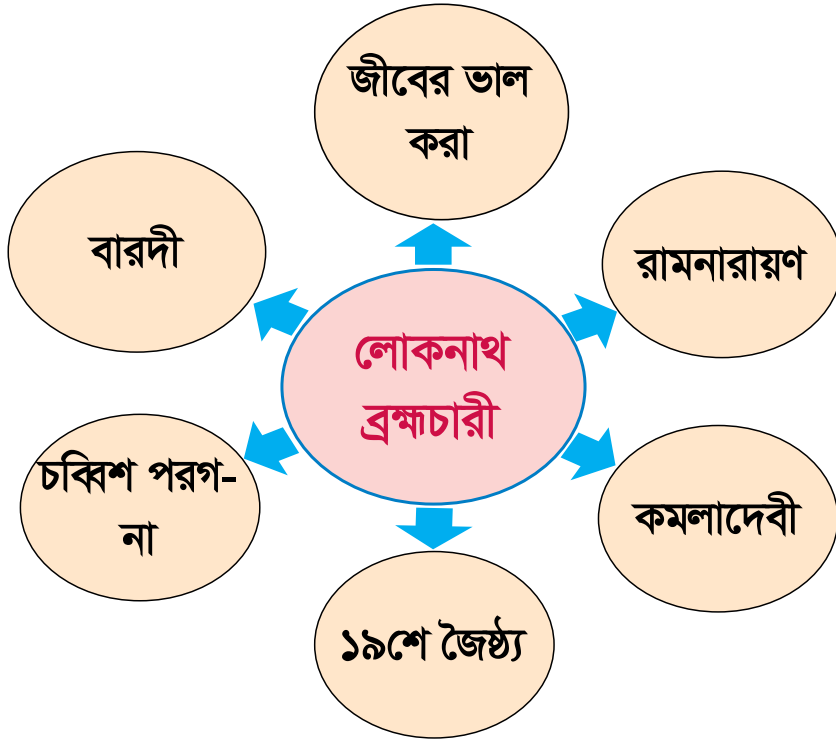 জীবের ভাল
করা
বারদী
রামনারায়ণ
লোকনাথ
ব্রহ্মচারী
চব্বিশ পরগ-
না
কমলাদেবী
১৯শে জৈষ্ঠ্য